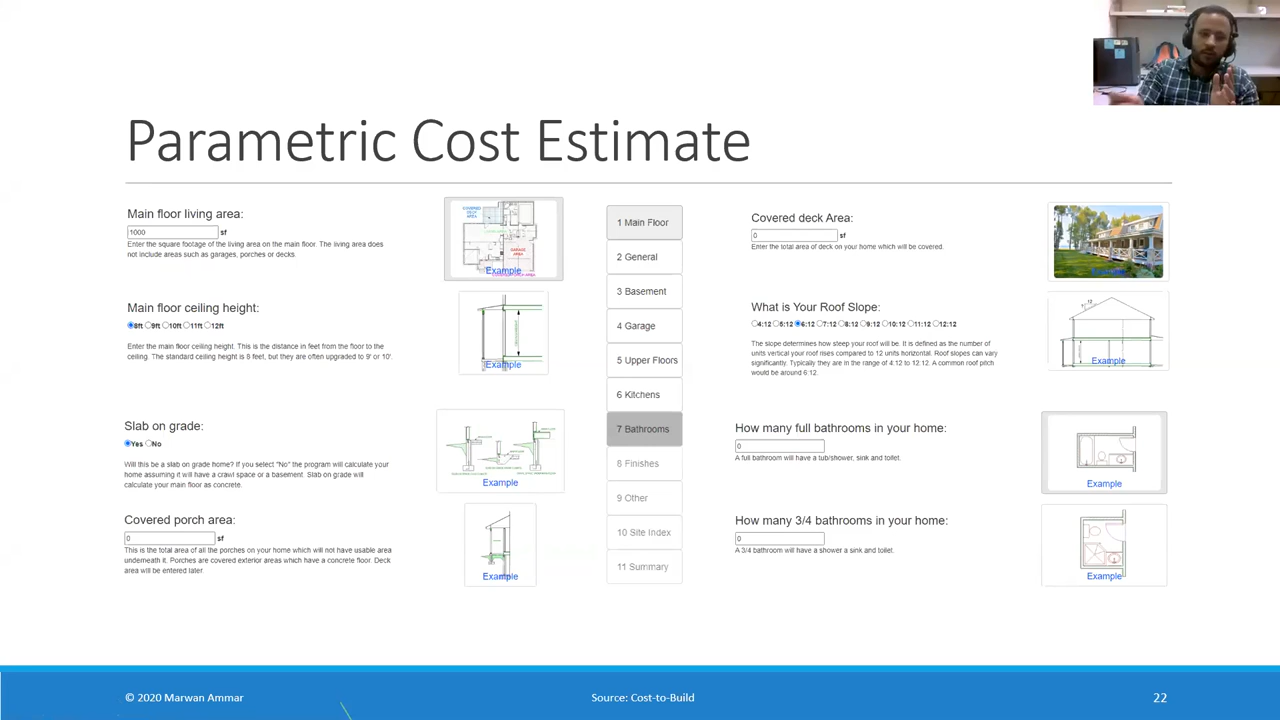 Parametric Cost Estimate
Main floor living area:
1000 sf
Enter the square footage of the living area on the main floor. The living area does
not include areas such as garages, porches or decks.
COVERED
DECK
AREA
GARAGE
AREA
Example
Main floor ceiling height:
8ft 9ft 10ft 11ft 12ft
Enter the main floor ceiling height. This is the distance in feet from the floor to the
ceiling. The standard ceiling height is 8 feet, but they are often upgraded to 9' or 10'.
Example
Slab on grade:
Yes No
Will this be a slab on grade home? If you select "No" the program will calculate your
home assuming it will have a crawl space or a basement. Slab on grade will
calculate your main floor as concrete.
Example
Covered porch area:
0 sf
This is the total area of all the porches on your home which will not have usable area
underneath it. Porches are covered exterior areas which have a concrete floor. Deck
area will be entered later.
Example
1 Main Floor
2 General
3 Basement
4 Garage
5 Upper Floors
6 Kitchens
7 Bathrooms
8 Finishes
9 Other
10 Site Index
11 Summary
Covered deck Area:
0 sf
Enter the total area of deck on your home which will be covered.
Example
What is Your Roof Slope:
4:12 5:12 6:12 7:12 8:12 9:12 10:12 11:12 12:12
The slope determines how steep your roof will be. It is defined as the number of
units vertical your roof rises compared to 12 units horizontal. Roof slopes can vary
significantly. Typically they are in the range of 4:12 to 12:12. A common roof pitch
would be around 6:12.
12
Example
How many full bathrooms in your home:
0
A full bathroom will have a tub/shower, sink and toilet.
Example
How many 3/4 bathrooms in your home:
0
A 3/4 bathroom will have a shower a sink and toilet.
Example
© 2020 Marwan Ammar
Source: Cost-to-Build
22